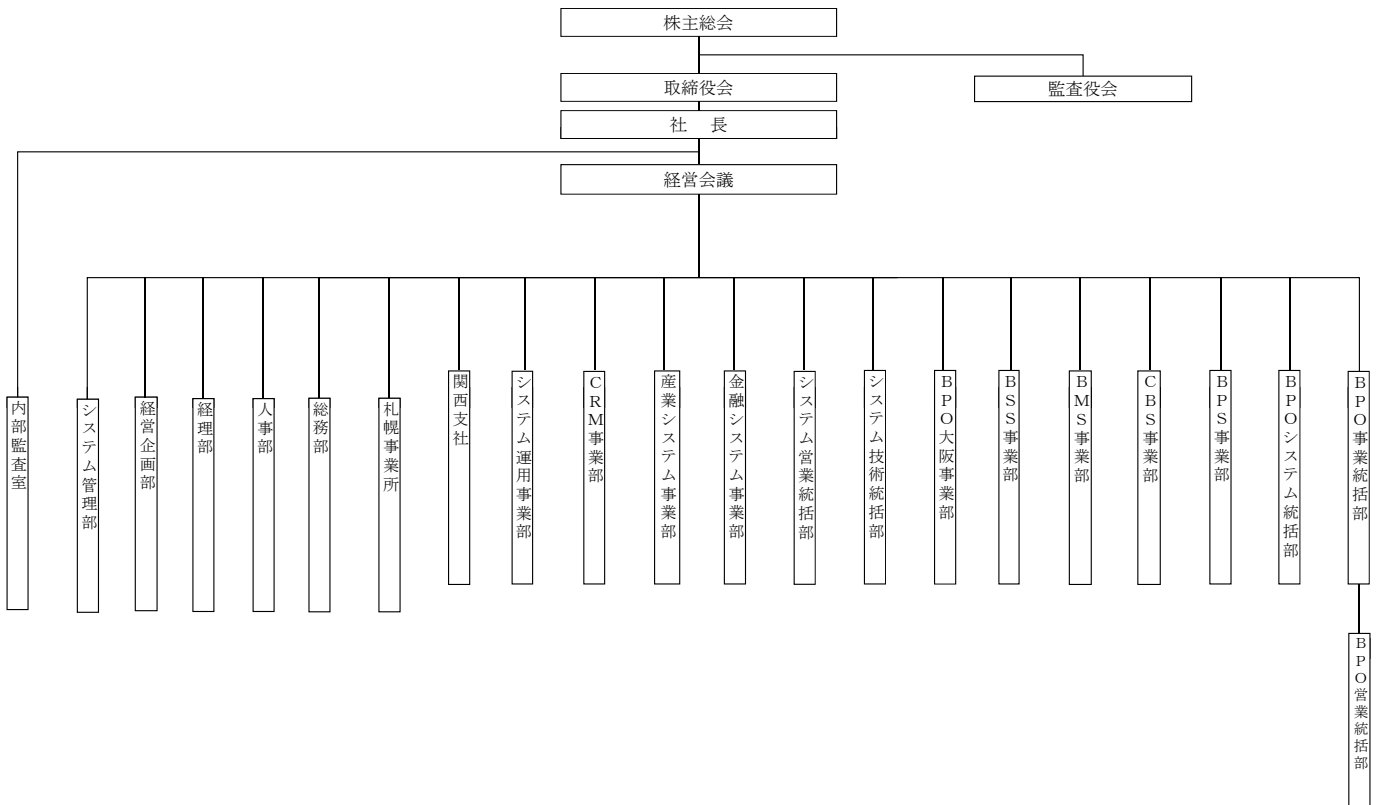 株主総会
取締役会
監査役会
社 長
経営会議
内部監査室
システム管理部
経営企画部
経理部
人事部
総務部
札幌事業所
関西支社
システム運用事業部
CRM事業部
産業システム事業部
金融システム事業部
システム営業統括部
システム技術統括部
BPO大阪事業部
BSS事業部
BMS事業部
CBS事業部
BPS事業部
BPOシステム統括部
BPO事業統括部
BPO営業統括部